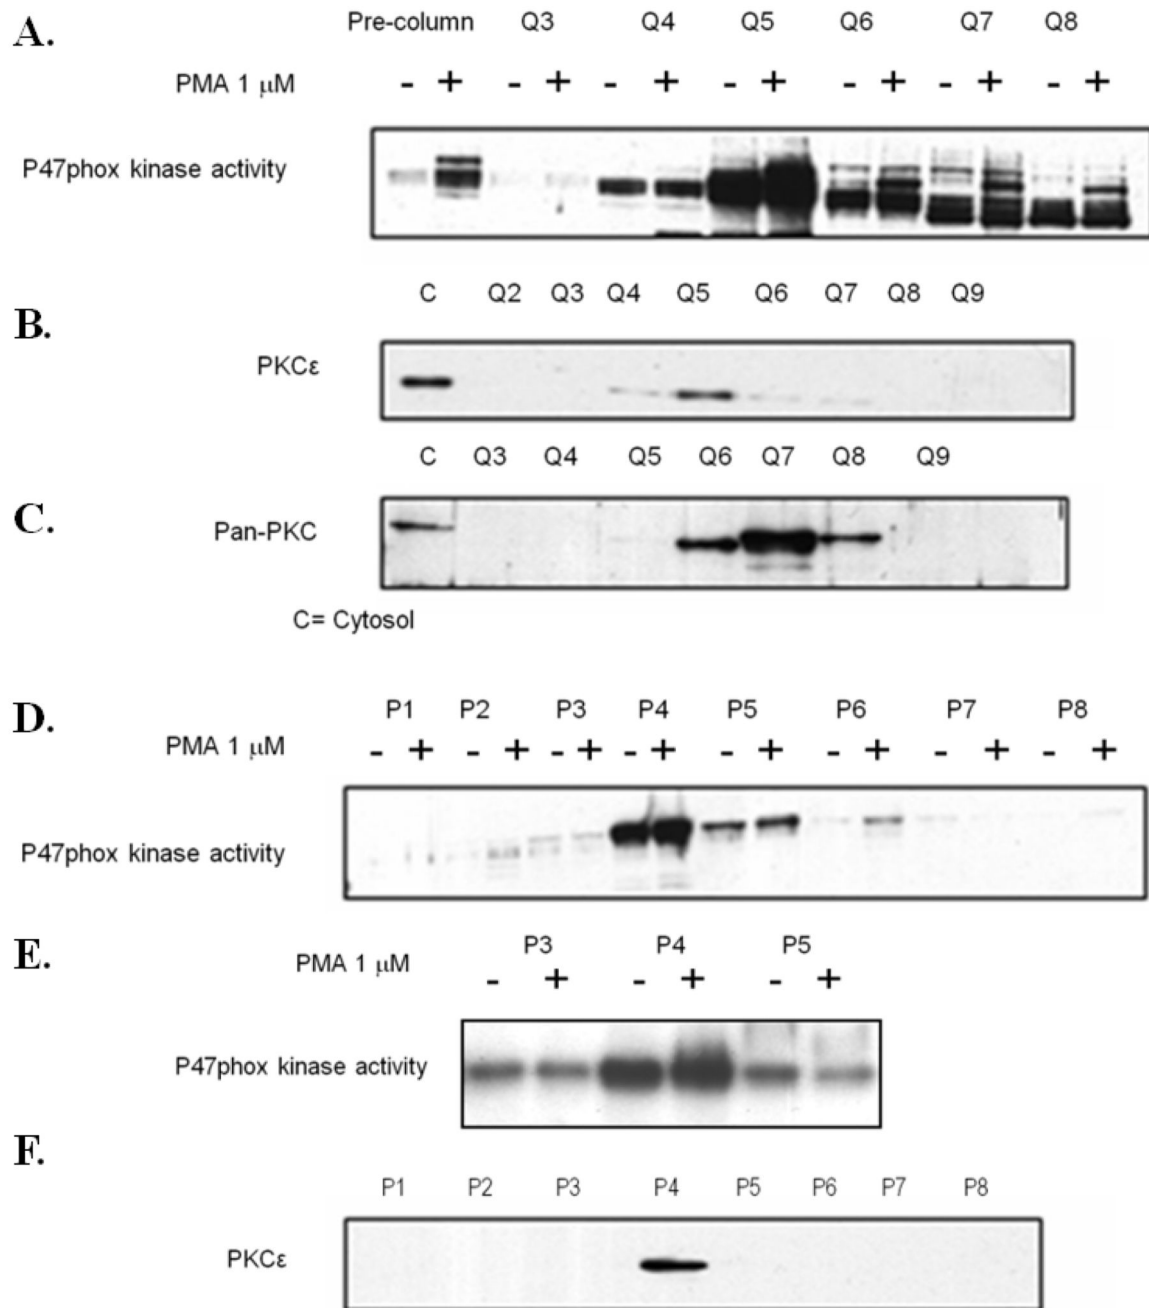 A.
Pre-column Q3 Q4 Q5 Q6 Q7 Q8
PMA 1 μM - + - + - + - + - + - + - +
P47phox kinase activity
B.
C Q2 Q3 Q4 Q5 Q6 Q7 Q8 Q9
PKCε
C.
C Q3 Q4 Q5 Q6 Q7 Q8 Q9
Pan-PKC
C= Cytosol
D.
P1 P2 P3 P4 P5 P6 P7 P8
PMA 1 μM - + - + - + - + - + - + - + - +
P47phox kinase activity
E.
P3 P4 P5
PMA 1 μM - + - + - +
P47phox kinase activity
F.
P1 P2 P3 P4 P5 P6 P7 P8
PKCε